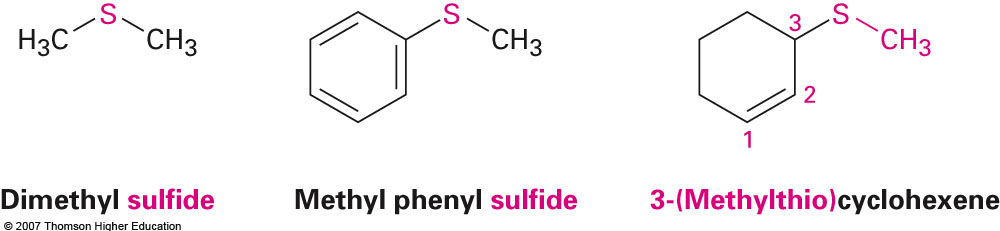 S
H₃C CH₃
S
CH₃
S
3
CH₃
2
1
Dimethyl sulfide
Methyl phenyl sulfide
3-(Methylthio)cyclohexene
© 2007 Thomson Higher Education